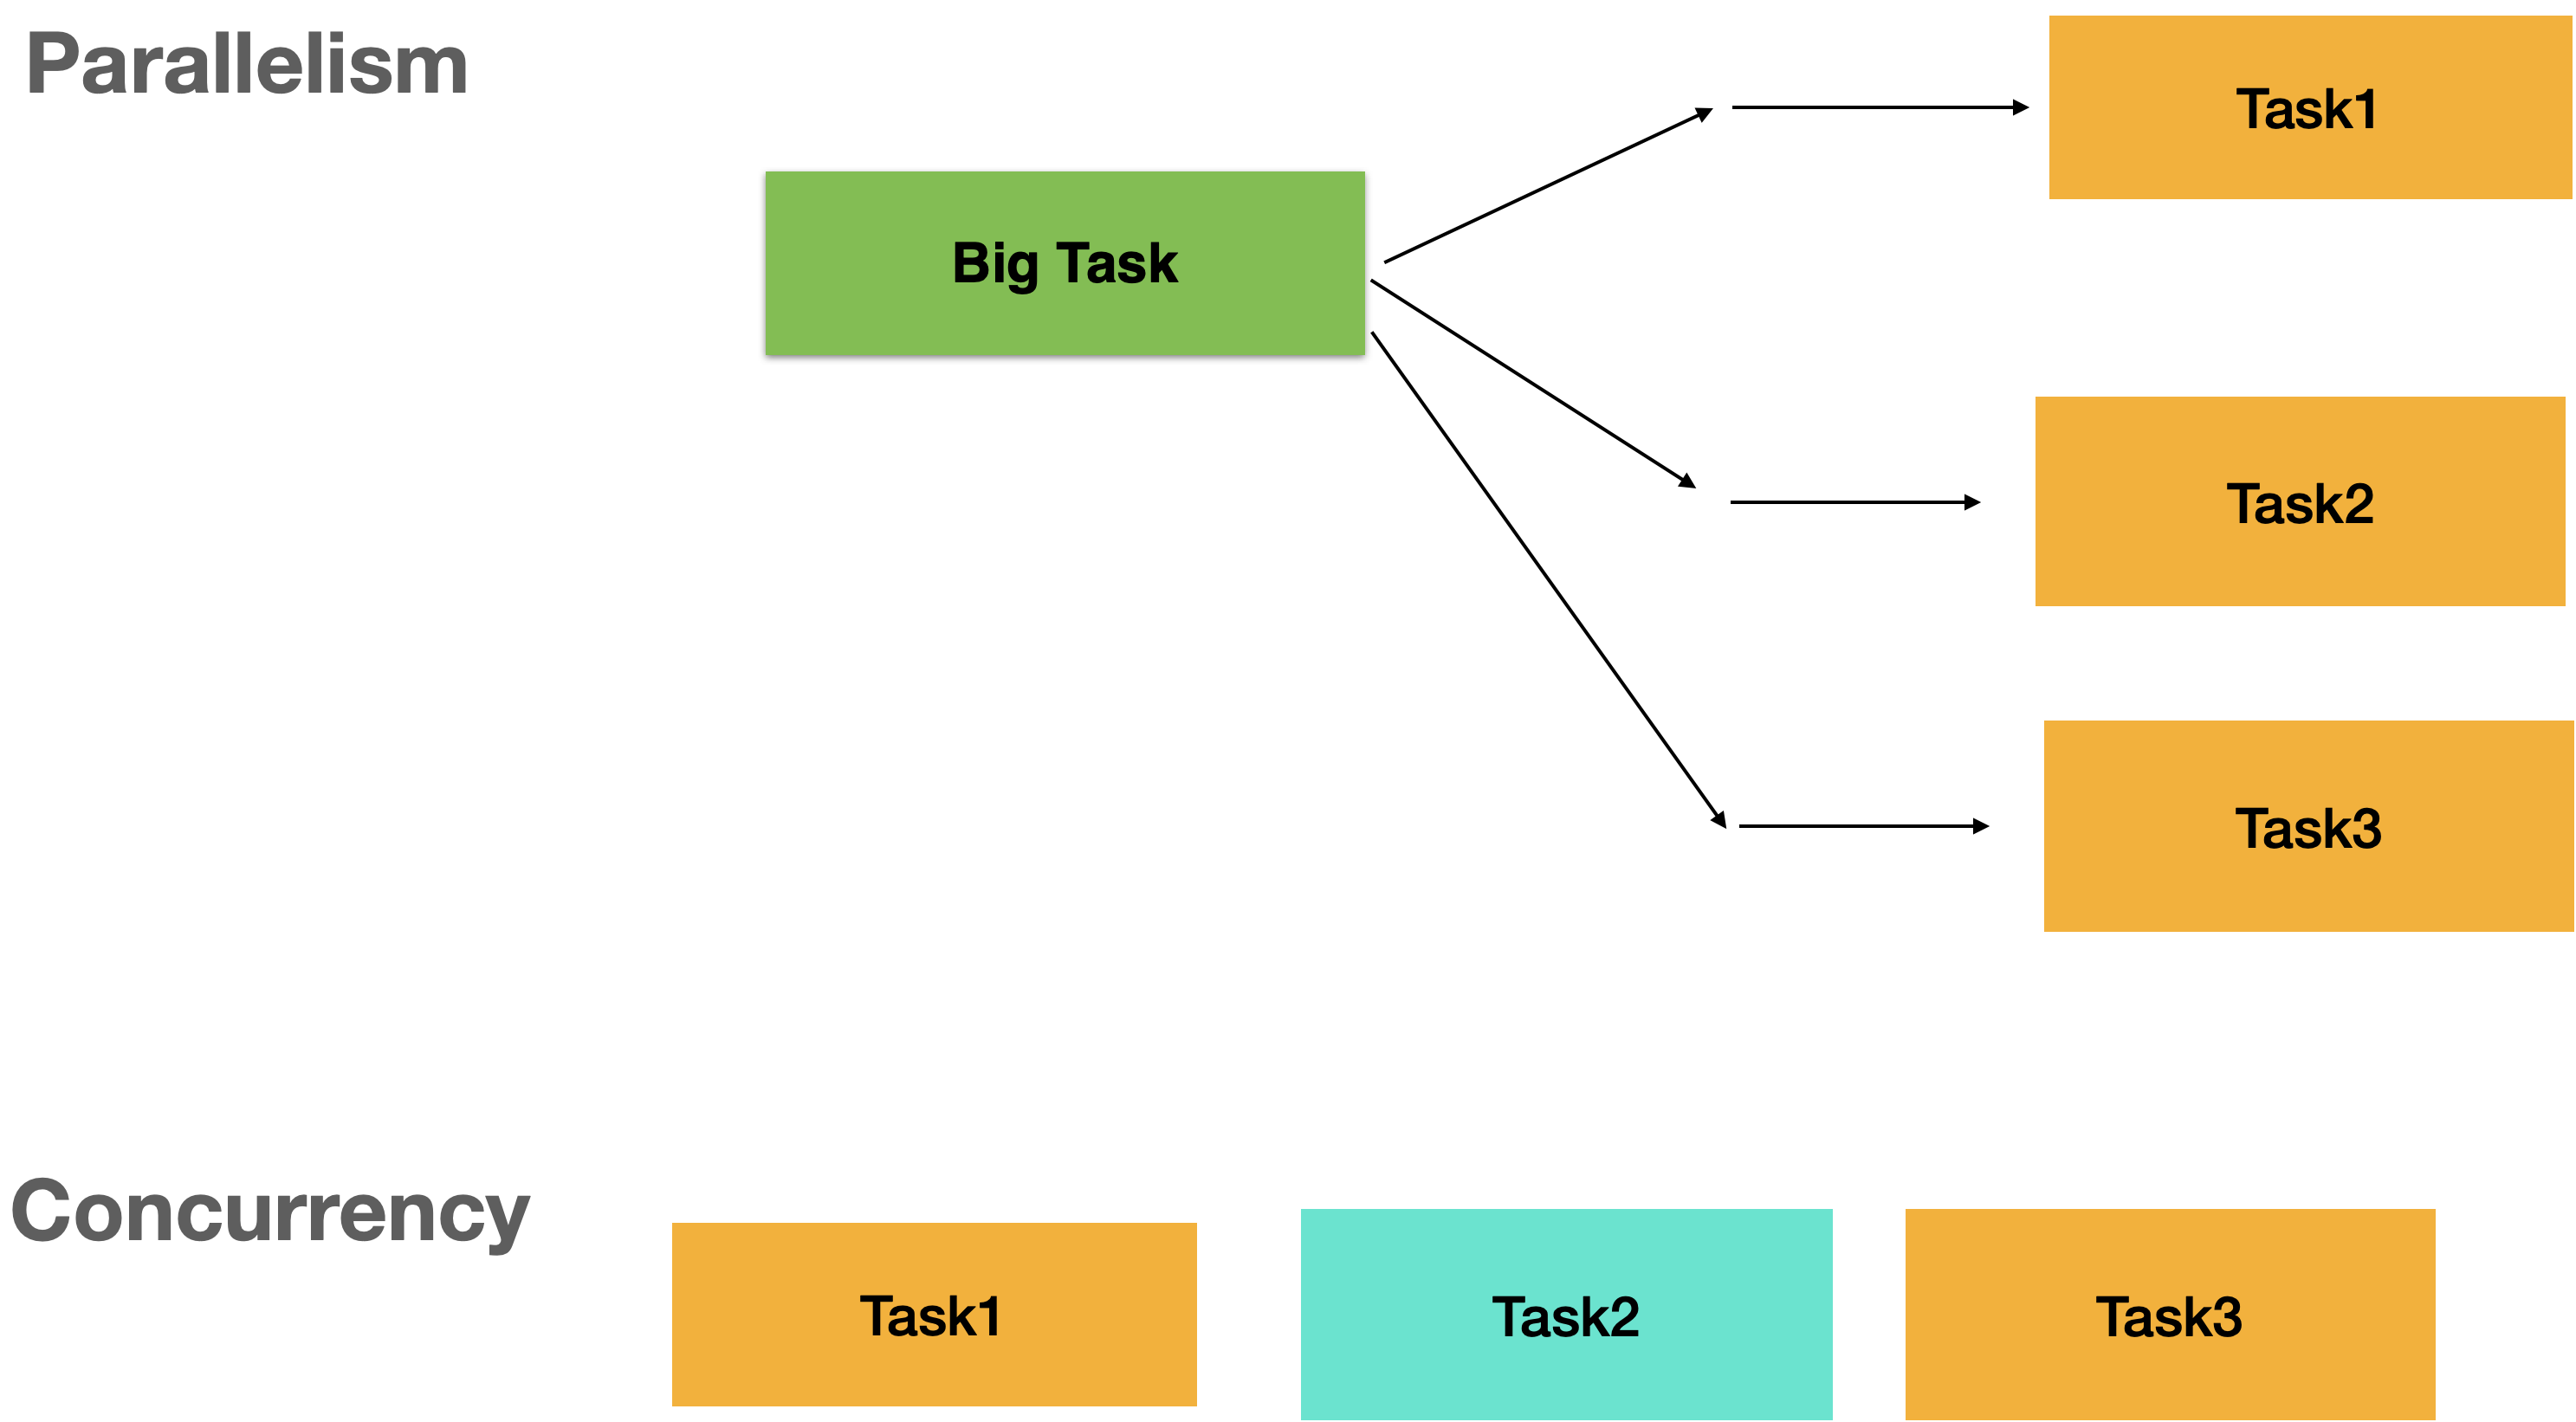 Parallelism
Task1
Big Task
Task2
Task3
Concurrency
Task1
Task2
Task3